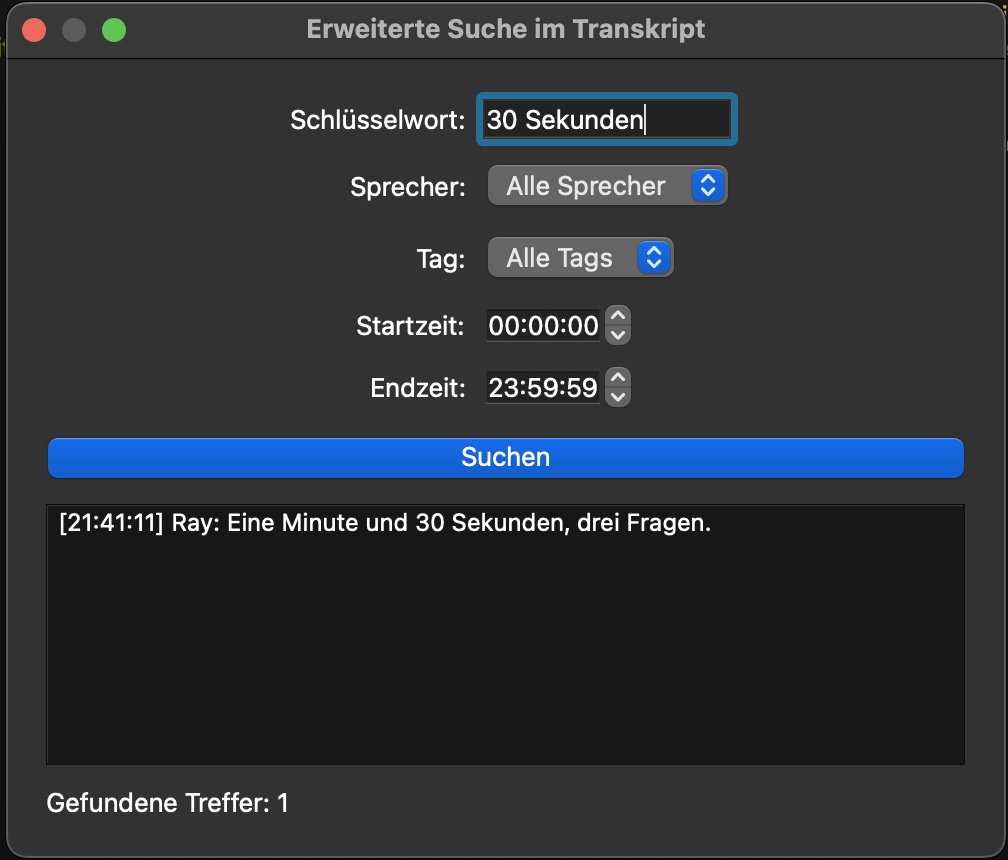 Erweiterte Suche im Transkript
Schlüsselwort: 30 Sekunden
Sprecher: Alle Sprecher
Tag: Alle Tags
Startzeit: 00:00:00
Endzeit: 23:59:59
Suchen
[21:41:11] Ray: Eine Minute und 30 Sekunden, drei Fragen.
Gefundene Treffer: 1